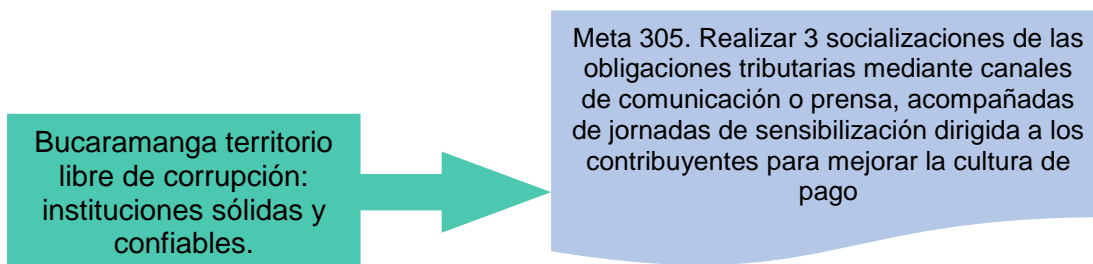 Bucaramanga territorio
libre de corrupción:
instituciones sólidas y
confiables.
Meta 305. Realizar 3 socializaciones de las
obligaciones tributarias mediante canales
de comunicación o prensa, acompañadas
de jornadas de sensibilización dirigida a los
contribuyentes para mejorar la cultura de
pago